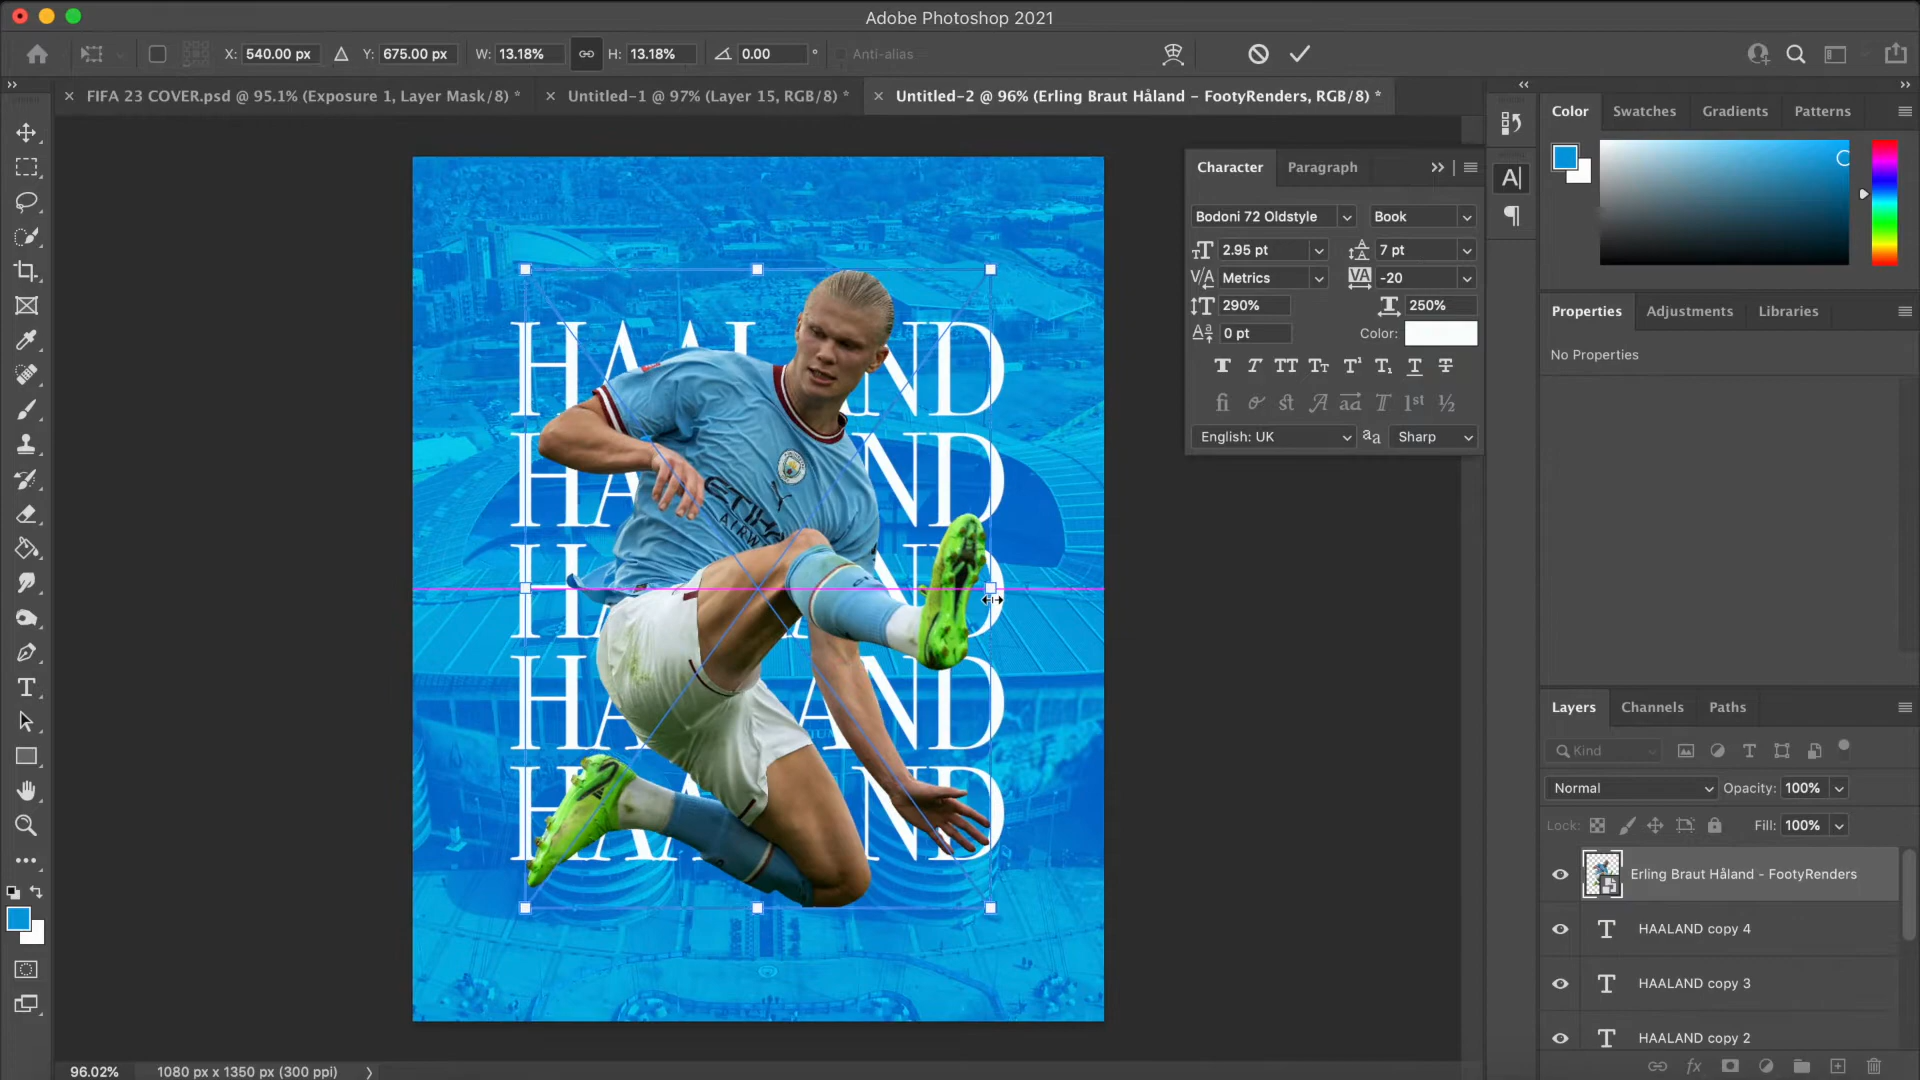 Adobe Photoshop 2021
X: 540.00 px Y: 675.00 px W: 13.18% H: 13.18% 0.00 ° Anti-alias
FIFA 23 COVER.psd @ 95.1% (Exposure 1, Layer Mask/8) *
Untitled-1 @ 97% (Layer 15, RGB/8) *
Untitled-2 @ 96% (Erling Braut Håland - FootyRenders, RGB/8) *
Character Paragraph
Bodoni 72 Oldstyle Book
2.95 pt 7 pt
Metrics -20
290% 250%
0 pt Color:
English: UK Sharp
Color Swatches Gradients Patterns
Properties Adjustments Libraries
No Properties
Layers Channels Paths
Kind
Normal Opacity: 100%
Lock: Fill: 100%
Erling Braut Håland - FootyRenders
HAALAND copy 4
HAALAND copy 3
HAALAND copy 2
HAALAND
HAALAND
HAALAND
HAALAND
HAALAND
ETIHAD
AIRWAYS
96.02% 1080 px x 1350 px (300 ppi)